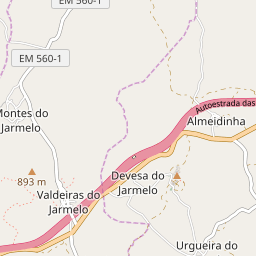 EM 560-1
EM 560-1
Autoestrada das
Montes do
Jarmelo
Almeidinha
893 m
Devesa do
Jarmelo
Valdeiras do
Jarmelo
Urgueira do